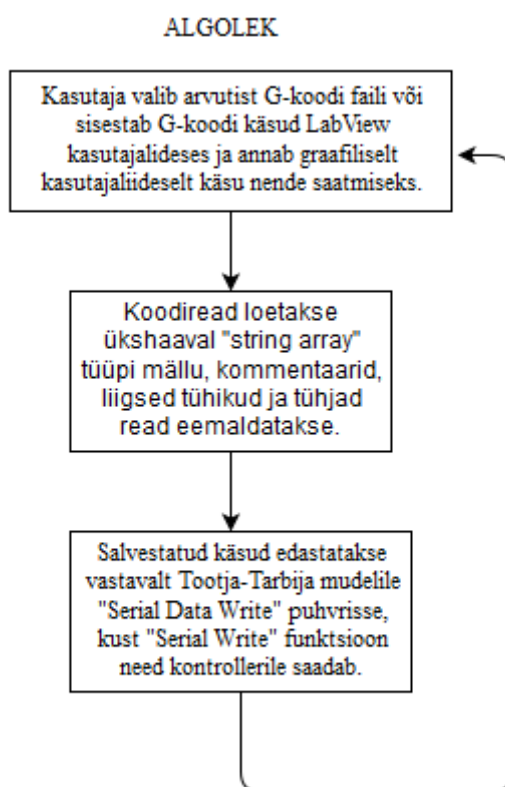 ALGOLEK
Kasutaja valib arvutist G-koodi faili või
sisestab G-koodi käsud LabView
kasutajalideses ja annab graafiliselt
kasutajaliideselt käsu nende saatmiseks.
Koodiread loetakse
ükshaaval "string array"
tüüpi mällu, kommentaarid,
liigsed tühikud ja tühjad
read eemaldatakse.
Salvestatud käsud edastatakse
vastavalt Tootja-Tarbija mudelile
"Serial Data Write" puhvrisse,
kust "Serial Write" funktsioon
need kontrollerile saadab.